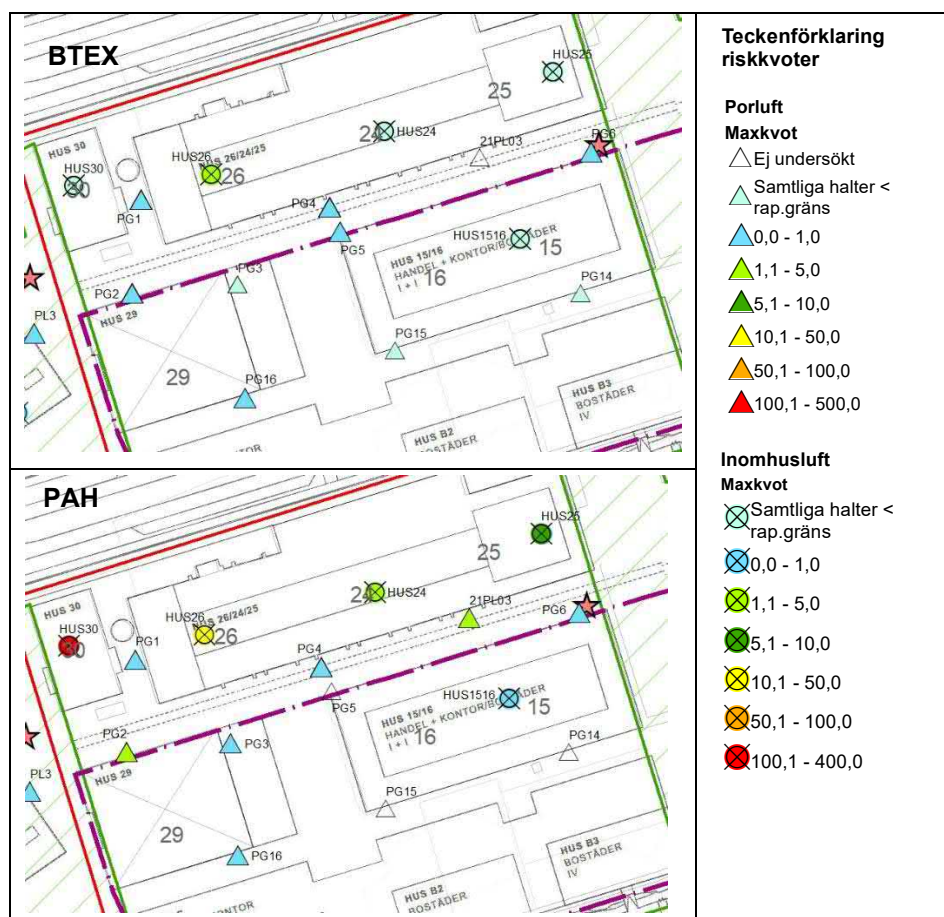 BTEX
HUS25
25
HUS 30
HUS30
24
HUS24
21PL03
PG6
HUS26
HUS 26/24/25
26
PG1
PG4
PG5
HUS1516
15
HUS 15/16
HANDEL + KONTOR/BOSTÄDER
I + I
16
PG3
PG14
PG2
HUS 29
PL3
PG15
29
PG16
HUS B3
BOSTÄDER
IV
HUS B2
BOSTÄDER
KONTOR
PAH
HUS25
25
HUS 30
HUS30
24
HUS24
21PL03
PG6
HUS26
HUS 26/24/25
26
PG1
PG4
PG5
HUS1516
15
HUS 15/16
HANDEL + KONTOR/BOSTÄDER
I + I
16
PG2
PG3
PG14
HUS 29
PL3
PG15
29
PG16
HUS B3
BOSTÄDER
IV
HUS B2
BOSTÄDER
KONTOR
Teckenförklaring
riskkvoter
Porluft
Maxkvot
Ej undersökt
Samtliga halter <
rap.gräns
0,0 - 1,0
1,1 - 5,0
5,1 - 10,0
10,1 - 50,0
50,1 - 100,0
100,1 - 500,0
Inomhusluft
Maxkvot
Samtliga halter <
rap.gräns
0,0 - 1,0
1,1 - 5,0
5,1 - 10,0
10,1 - 50,0
50,1 - 100,0
100,1 - 400,0